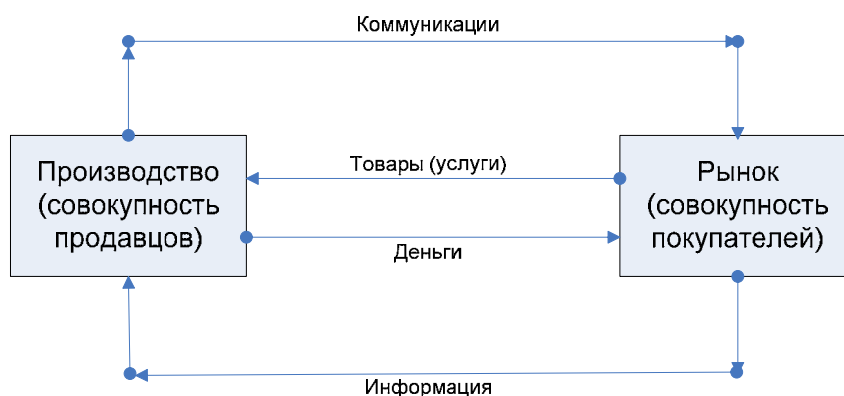 Коммуникации
Производство
(совокупность
продавцов)
Товары (услуги)
Деньги
Рынок
(совокупность
покупателей)
Информация